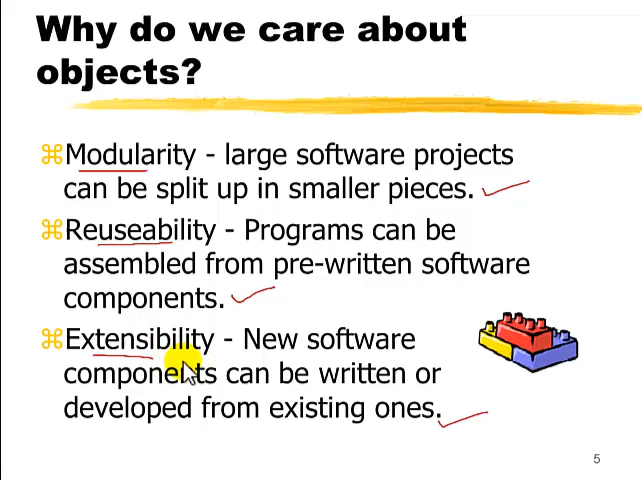 Why do we care about
objects?
⌘Modularity - large software projects
can be split up in smaller pieces.
⌘Reuseability - Programs can be
assembled from pre-written software
components.
⌘Extensibility - New software
components can be written or
developed from existing ones.
5